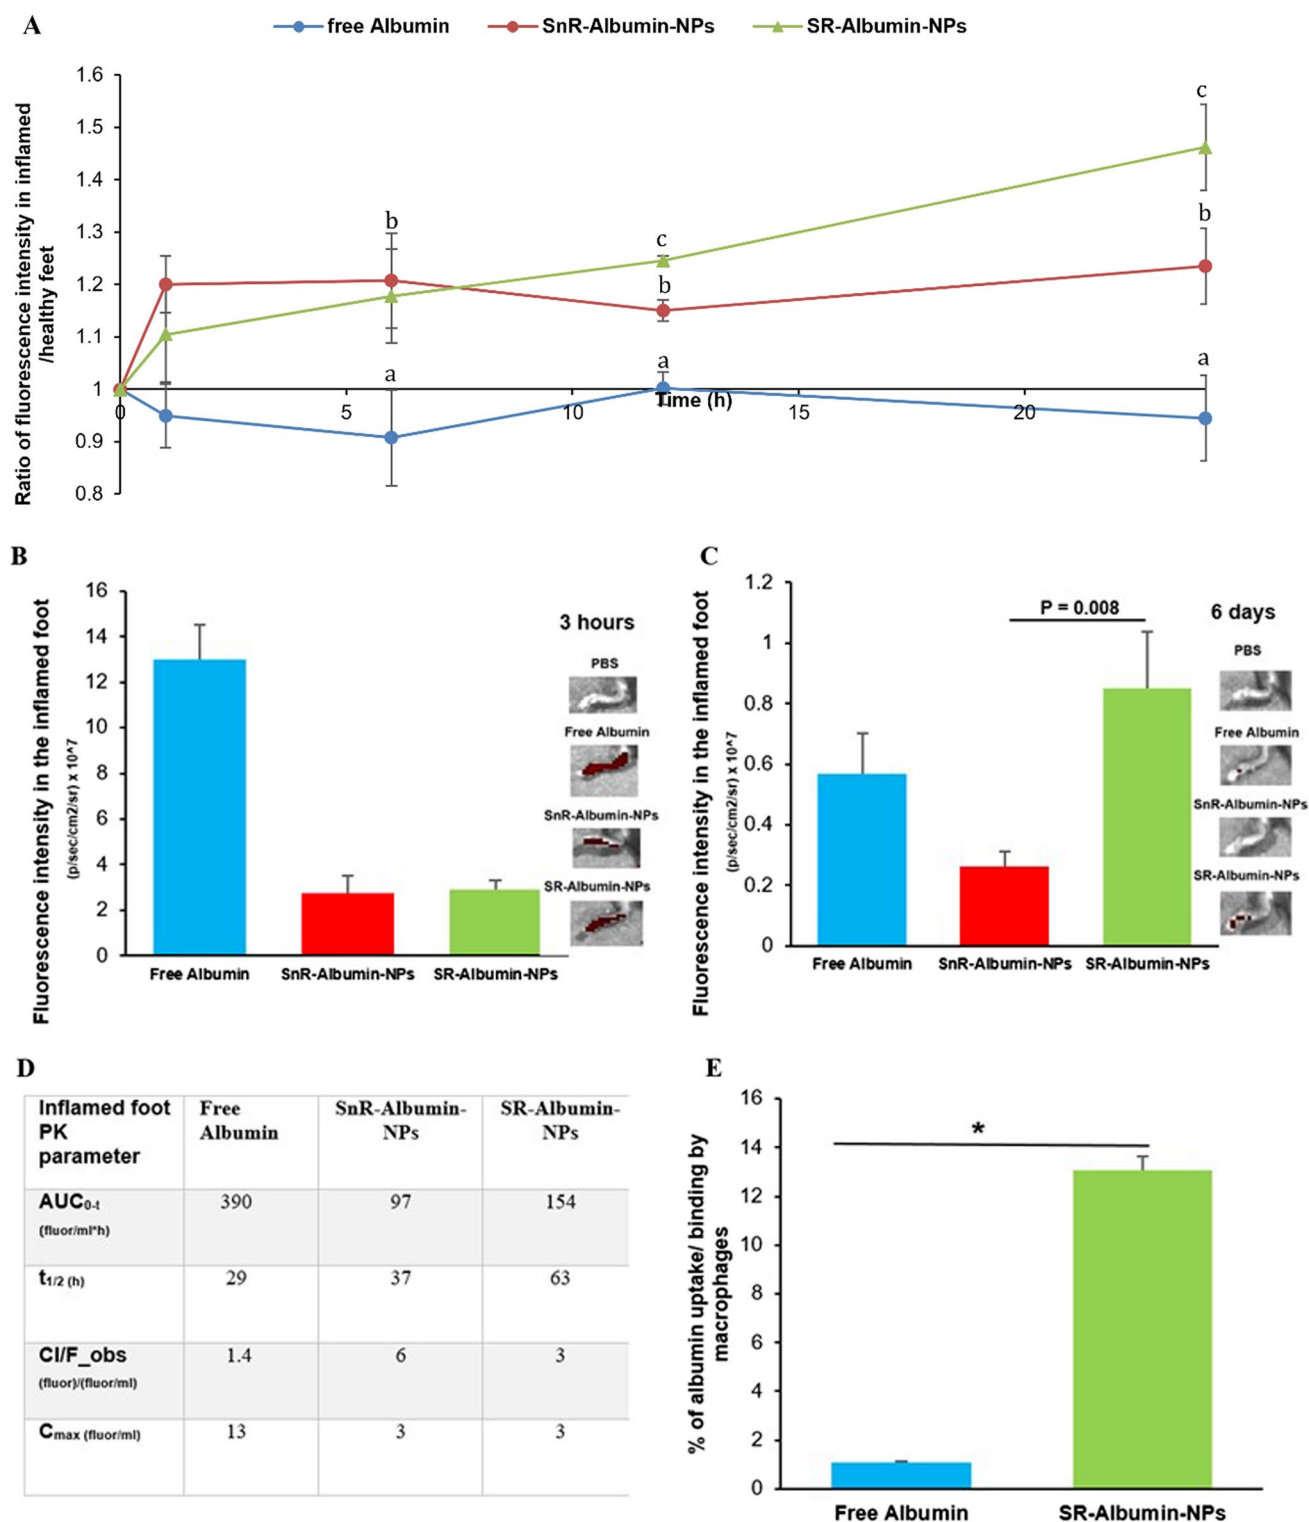 A
free Albumin SnR-Albumin-NPs SR-Albumin-NPs
Ratio of fluorescence intensity in inflamed
/healthy feet
1.6
1.5
1.4
1.3
1.2
1.1
1
0.9
0.8
c
b
c
b
b
a
a
a
0 5 10 15 20
Time (h)
B
Fluorescence intensity in the inflamed foot
(p/sec/cm2/sr) x 10^7
16
14
12
10
8
6
4
2
0
Free Albumin SnR-Albumin-NPs SR-Albumin-NPs
3 hours
PBS
Free Albumin
SnR-Albumin-NPs
SR-Albumin-NPs
C
Fluorescence intensity in the inflamed foot
(p/sec/cm2/sr) x 10^7
1.2
1
0.8
0.6
0.4
0.2
0
P = 0.008
Free Albumin SnR-Albumin-NPs SR-Albumin-NPs
6 days
PBS
Free Albumin
SnR-Albumin-NPs
SR-Albumin-NPs
D
Inflamed foot
PK
parameter
Free
Albumin
SnR-Albumin-
NPs
SR-Albumin-
NPs
AUC0-t
(fluor/ml*h)
390 97 154
t1/2 (h) 29 37 63
Cl/F_obs
(fluor)/(fluor/ml)
1.4 6 3
Cmax (fluor/ml) 13 3 3
E
% of albumin uptake/ binding by
macrophages
16
14
12
10
8
6
4
2
0
*
Free Albumin SR-Albumin-NPs